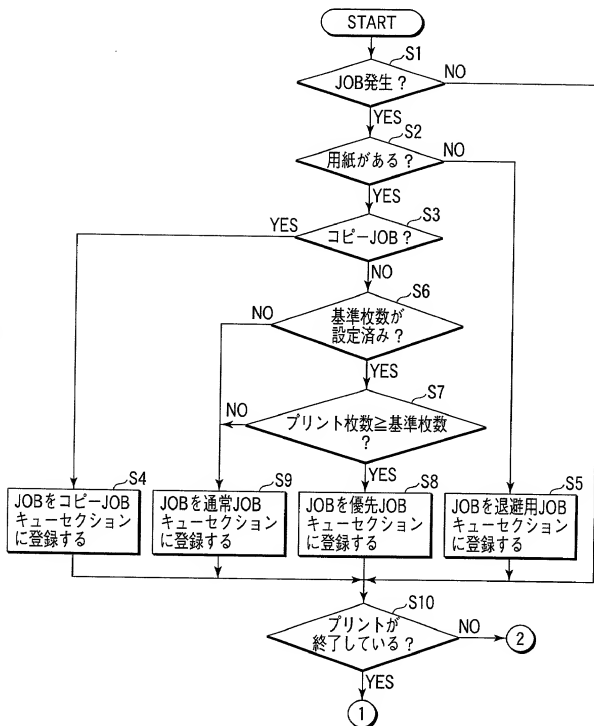 START
S1
JOB発生？
NO
YES
S2
用紙がある？
NO
YES
S3
コピーJOB？
YES
NO
S6
基準枚数が
設定済み？
NO
YES
S7
プリント枚数≧基準枚数
？
NO
YES
S4
JOBをコピーJOB
キューセクション
に登録する
S9
JOBを通常JOB
キューセクション
に登録する
S8
JOBを優先JOB
キューセクション
に登録する
S5
JOBを退避用JOB
キューセクション
に登録する
S10
プリントが
終了している？
NO
2
YES
1